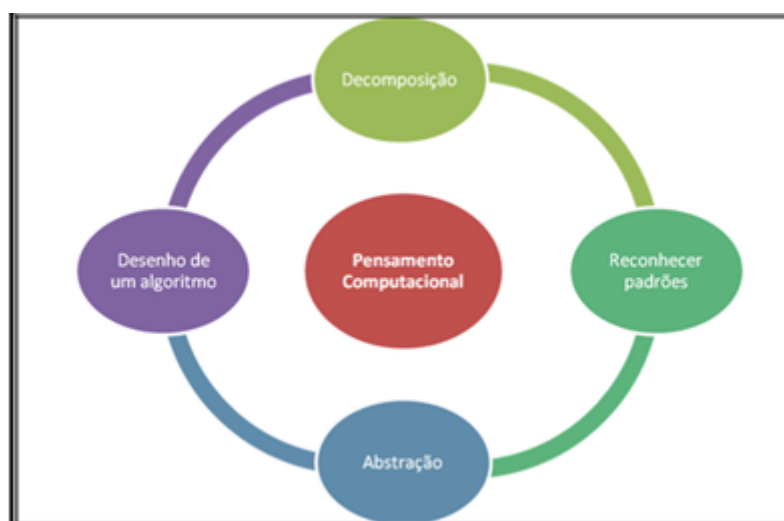 Decomposição
Desenho de
um algoritmo
Pensamento
Computacional
Reconhecer
padrões
Abstração